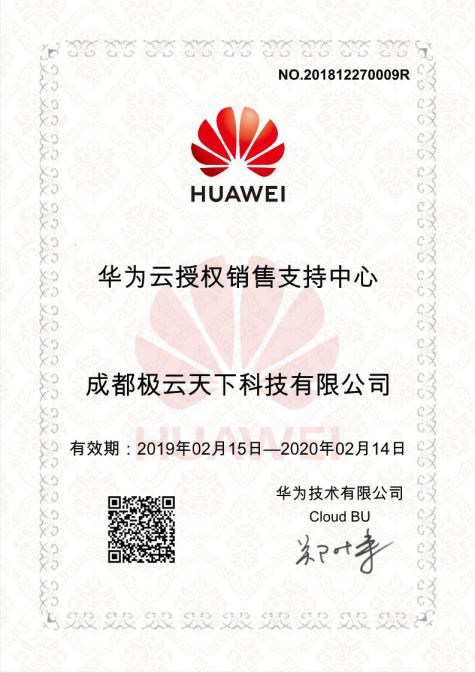 NO.201812270009R
HUAWEI
华为云授权销售支持中心
成都极云天下科技有限公司
HUAWEI
有效期：2019年02月15日—2020年02月14日
华为技术有限公司
Cloud BU